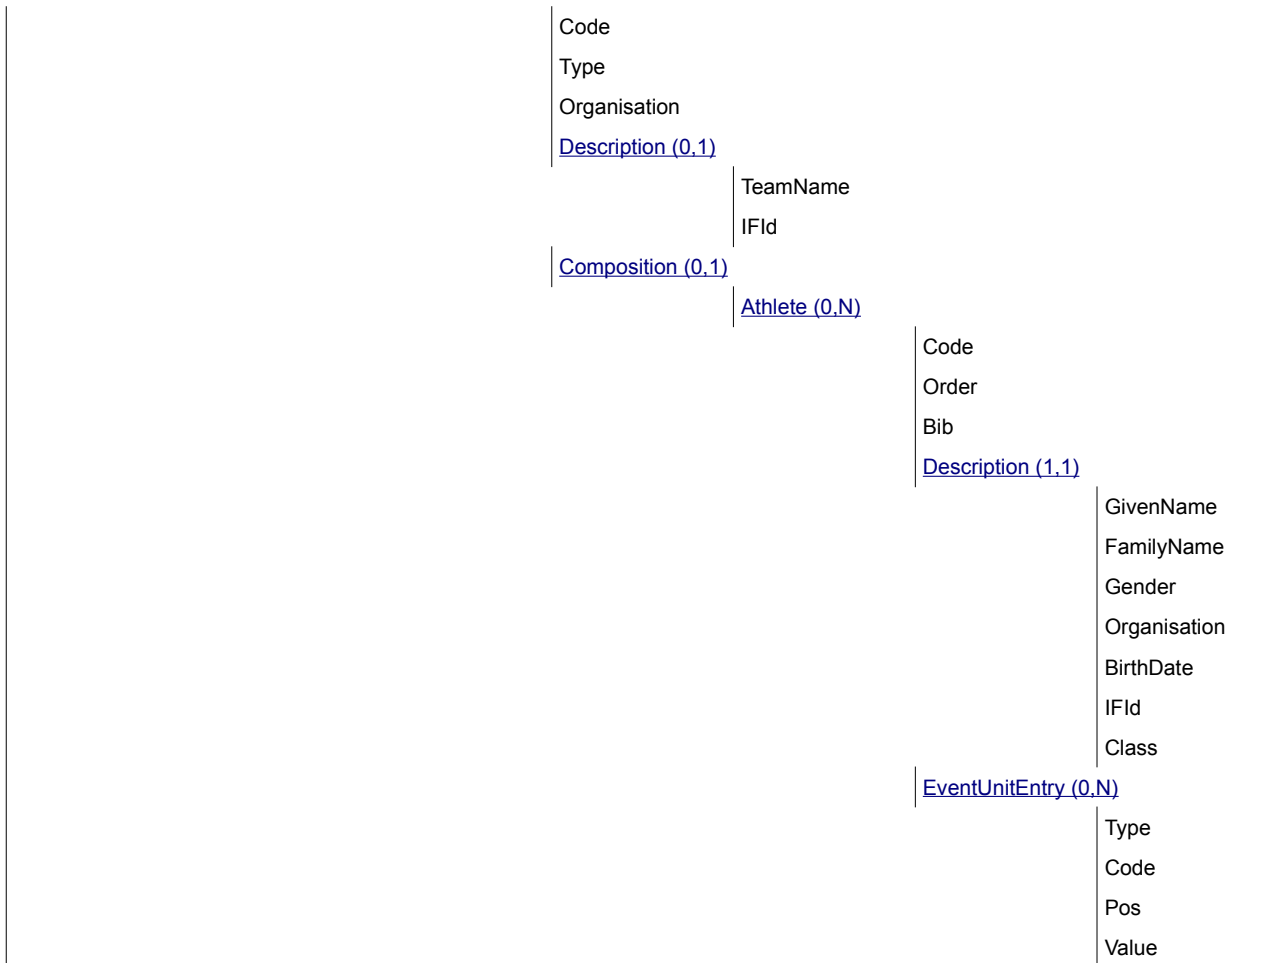 Code
Type
Organisation
Description (0,1)
TeamName
IFId
Composition (0,1)
Athlete (0,N)
Code
Order
Bib
Description (1,1)
GivenName
FamilyName
Gender
Organisation
BirthDate
IFId
Class
EventUnitEntry (0,N)
Type
Code
Pos
Value